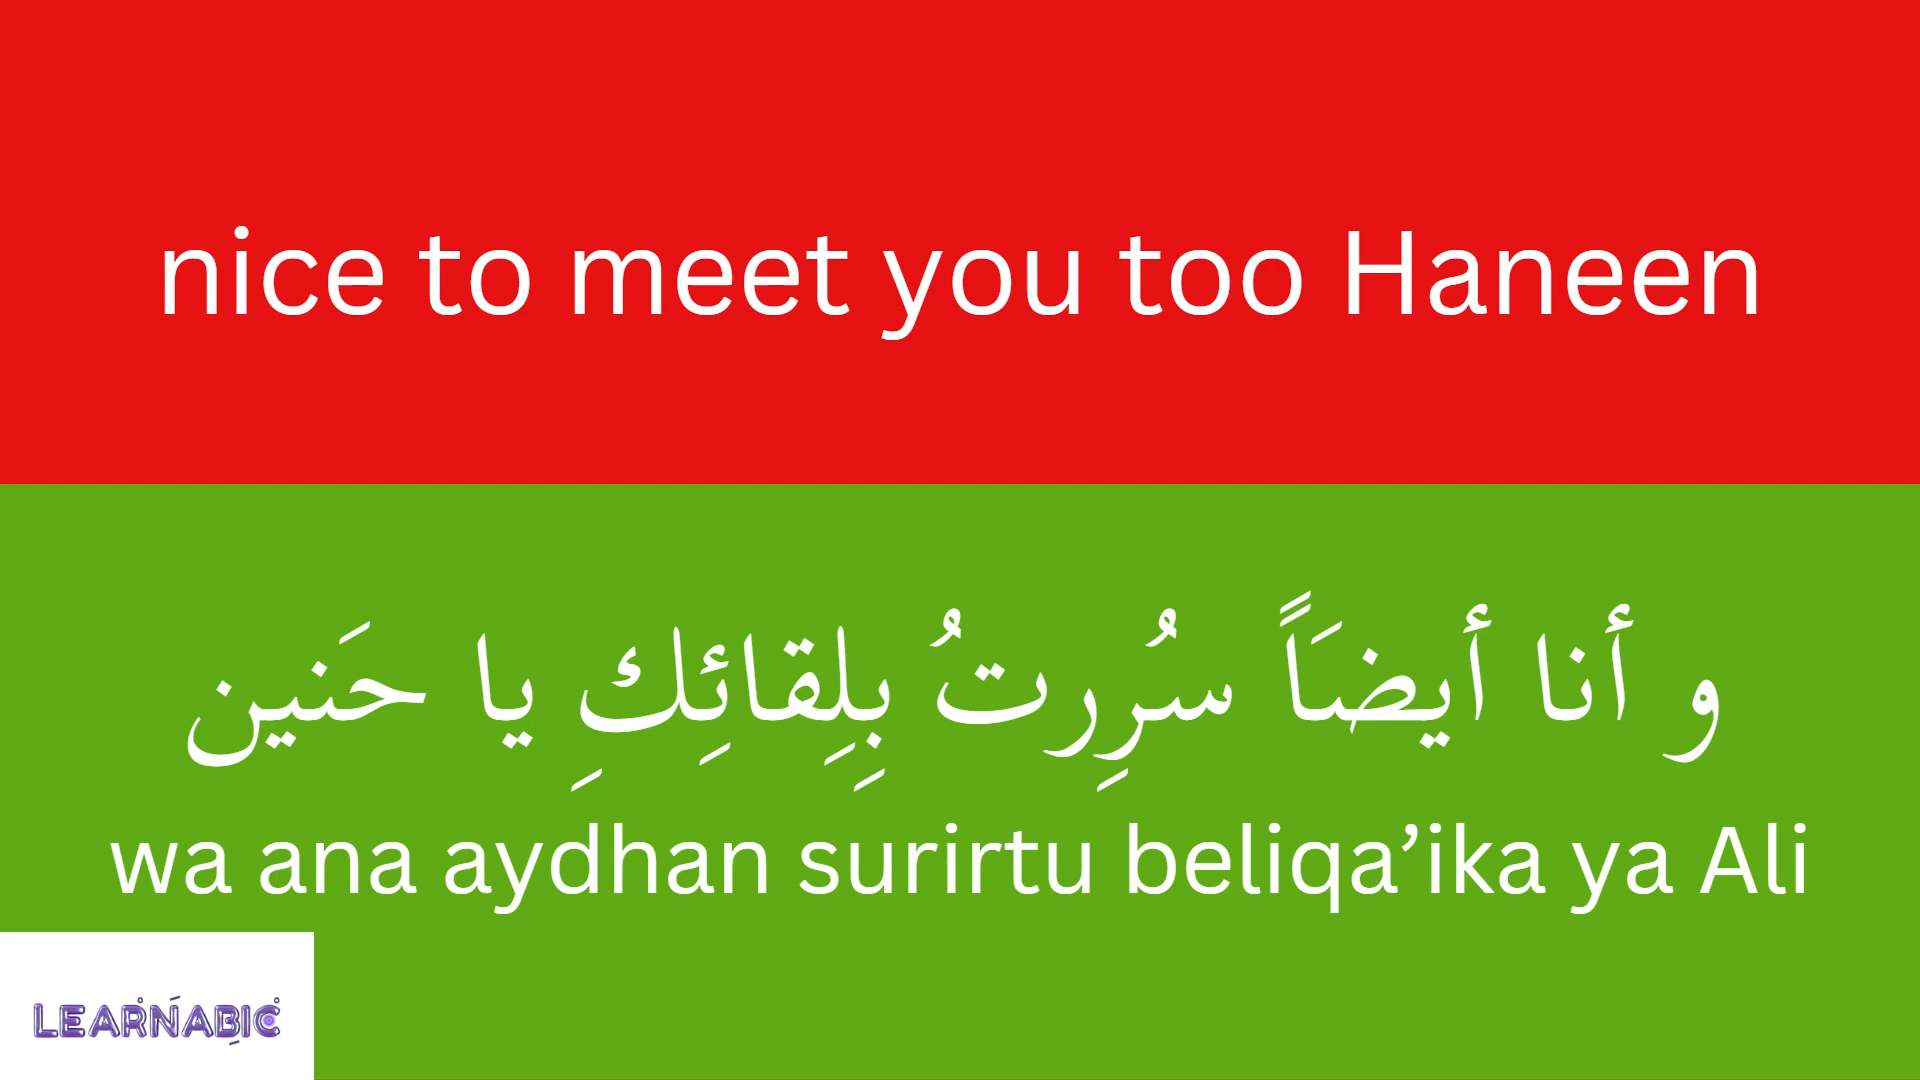 nice to meet you too Haneen
و أنا أيضَاً سُرِرتُ بِلِقائِكِ يا حَنين
wa ana aydhan surirtu beliqa’ika ya Ali
LEARNABIC